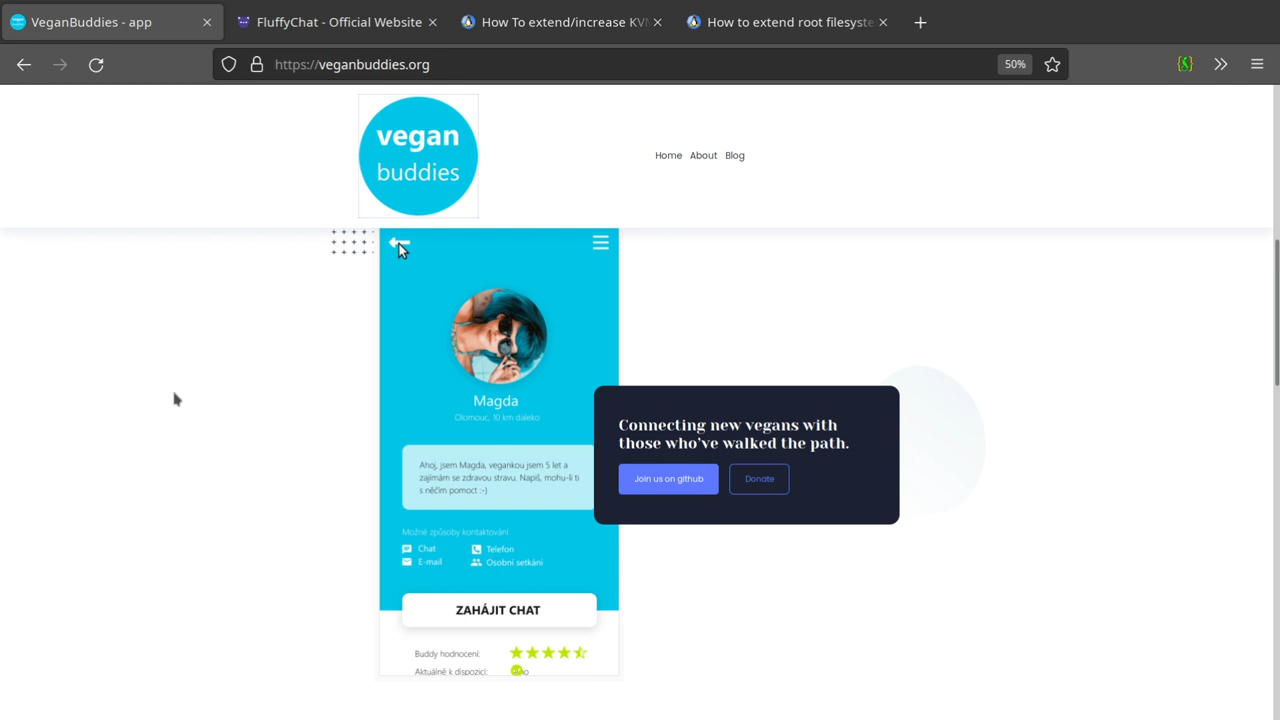 VeganBuddies - app
FluffyChat - Official Website
How To extend/increase KV
How to extend root filesyste
https://veganbuddies.org
50%
vegan
buddies
Home About Blog
Magda
Olomouc, 10 km daleko
Ahoj, jsem Magda, vegankou jsem 5 let a
zajímám se zdravou stravu. Napiš, mohu-li ti
s něčím pomoct :-)
Možné způsoby kontaktování
Chat Telefon
E-mail Osobní setkání
ZAHÁJIT CHAT
Buddy hodnocení:
Aktuálně k dispozici:
Connecting new vegans with
those who've walked the path.
Join us on github Donate